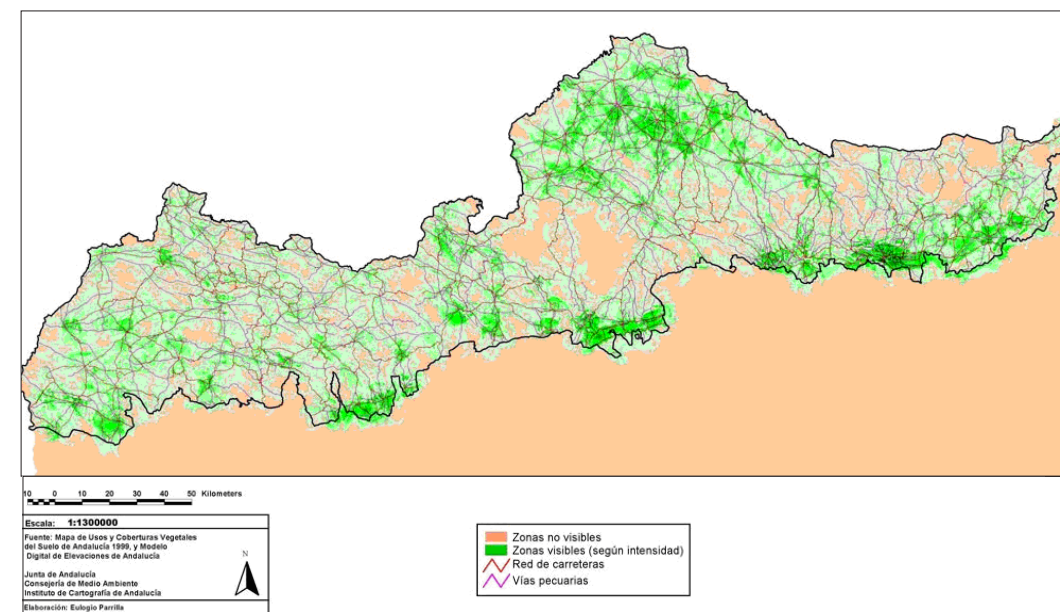 10 0 10 20 30 40 50 Kilometers
Escala: 1:1300000
Fuente: Mapa de Usos y Coberturas Vegetales
del Suelo de Andalucía 1999, y Modelo
Digital de Elevaciones de Andalucía
Junta de Andalucía
Consejería de Medio Ambiente
Instituto de Cartografía de Andalucía
Elaboración: Eulogio Parrilla
N
Zonas no visibles
Zonas visibles (según intensidad)
Red de carreteras
Vías pecuarias